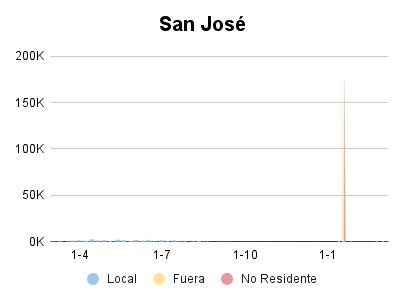 San José
200K
150K
100K
50K
0K
1-4 1-7 1-10 1-1
Local Fuera No Residente